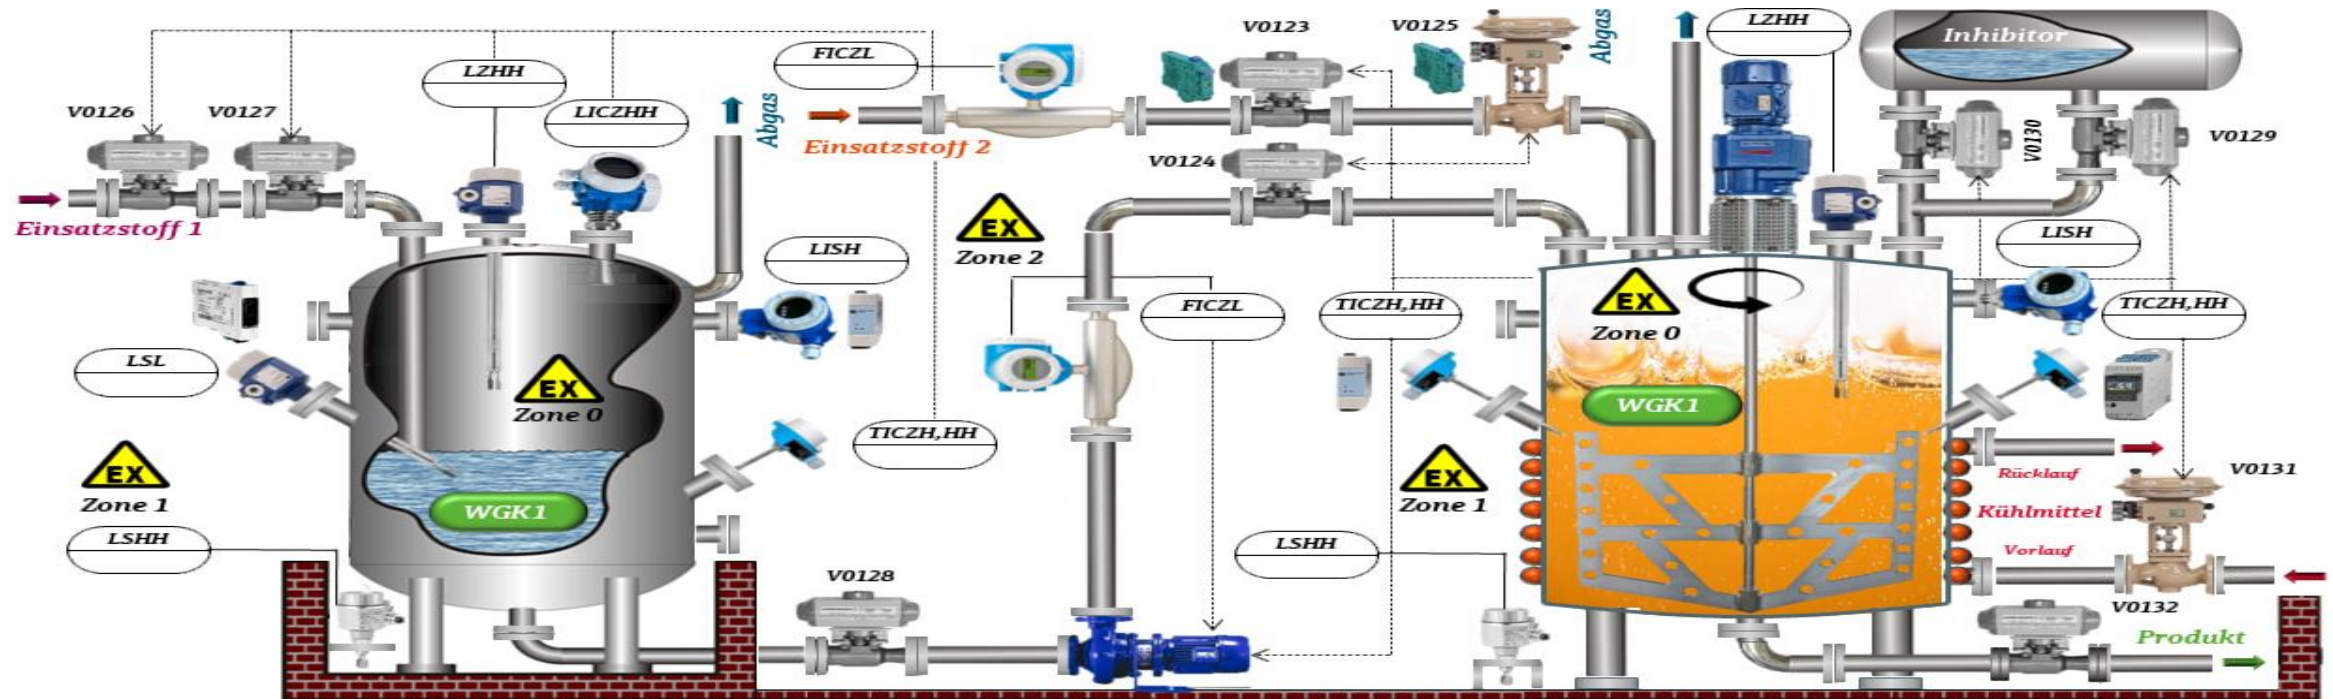 V0126
V0127
LZHH
LICZHH
Abgas
Einsatzstoff 1
LISH
LSL
EX
Zone 0
EX
Zone 1
WGK1
LSHH
FICZL
Einsatzstoff 2
V0123
V0125
Abgas
V0124
EX
Zone 2
FICZL
TICZH,HH
V0128
LZHH
Inhibitor
V0130
V0129
LISH
EX
Zone 0
TICZH,HH
TICZH,HH
WGK1
EX
Zone 1
LSHH
Rücklauf
Kühlmittel
Vorlauf
V0131
V0132
Produkt